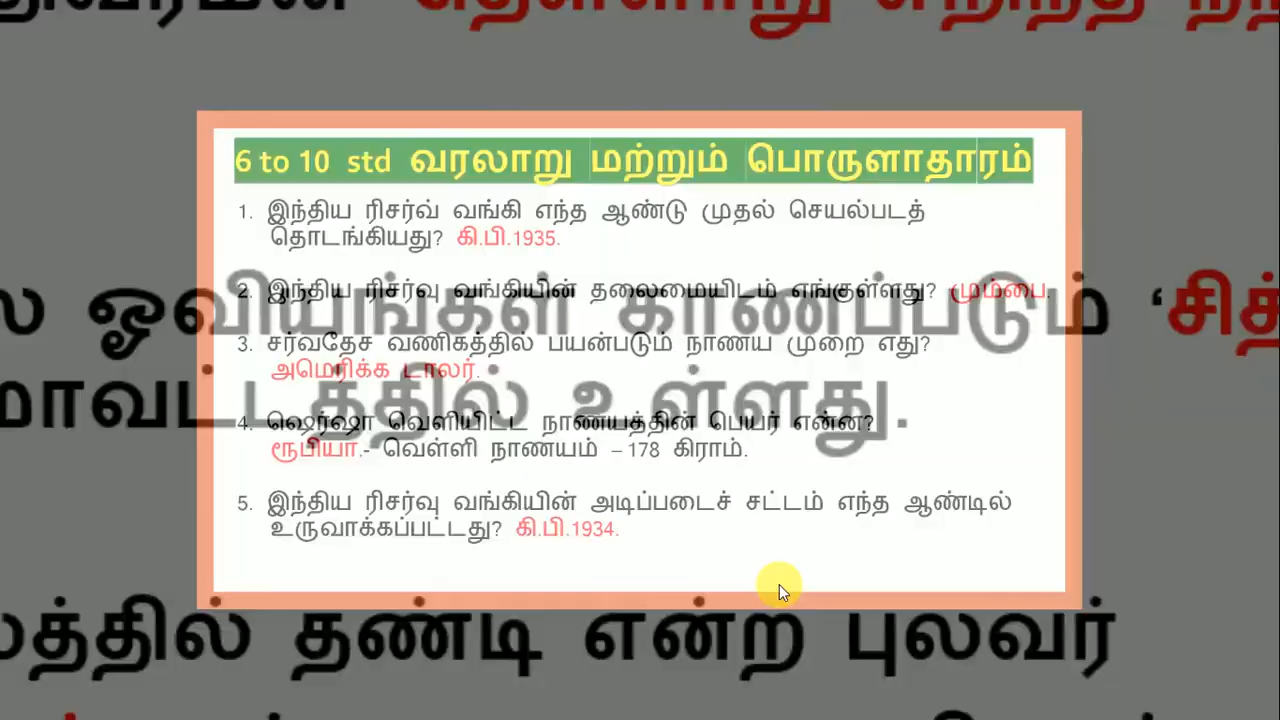 தெள்ளாறு எறிந்த
6 to 10 std வரலாறு மற்றும் பொருளாதாரம்
1. இந்திய ரிசர்வ் வங்கி எந்த ஆண்டு முதல் செயல்படத்
தொடங்கியது? கி.பி.1935.
2. இந்திய ரிசர்வு வங்கியின் தலைமையிடம் எங்குள்ளது? மும்பை.
ஓவியங்கள் காணப்படும்
3. சர்வதேச வணிகத்தில் பயன்படும் நாணய முறை எது?
அமெரிக்க டாலர்.
மாவட்டத்தில் உள்ளது.
4. ஷெர்ஷா வெளியிட்ட நாணயத்தின் பெயர் என்ன?
ரூபியா.- வெள்ளி நாணயம் – 178 கிராம்.
5. இந்திய ரிசர்வு வங்கியின் அடிப்படைச் சட்டம் எந்த ஆண்டில்
உருவாக்கப்பட்டது? கி.பி.1934.
தண்டி என்ற புலவர்